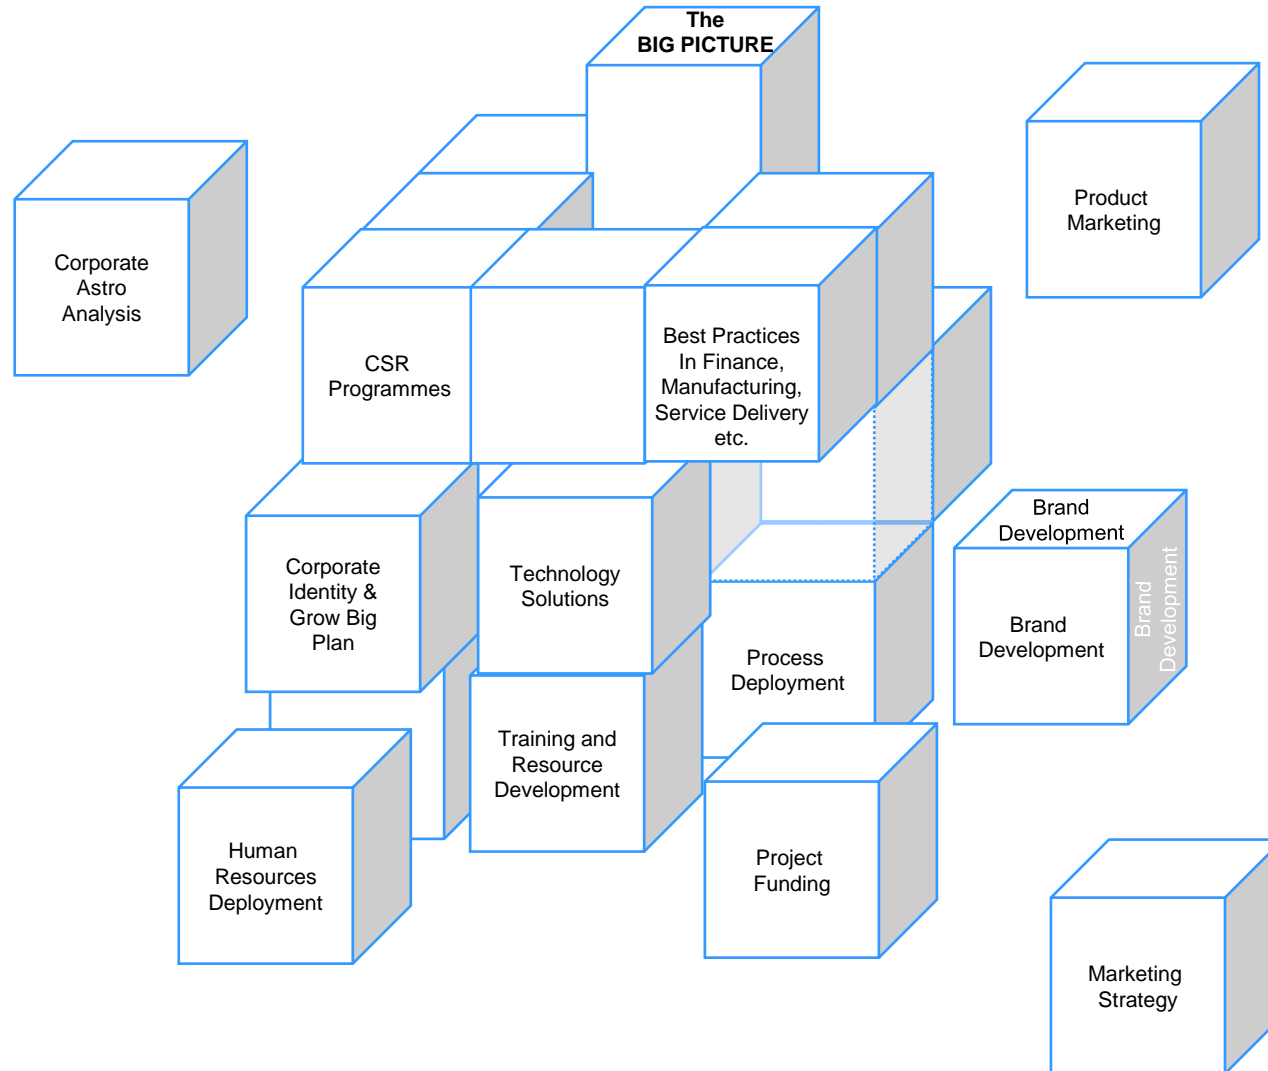 The
BIG PICTURE
Product
Marketing
Corporate
Astro
Analysis
CSR
Programmes
Best Practices
In Finance,
Manufacturing,
Service Delivery
etc.
Corporate
Identity &
Grow Big
Plan
Technology
Solutions
Process
Deployment
Brand
Development
Brand
Development
Brand
Development
Training and
Resource
Development
Human
Resources
Deployment
Project
Funding
Marketing
Strategy